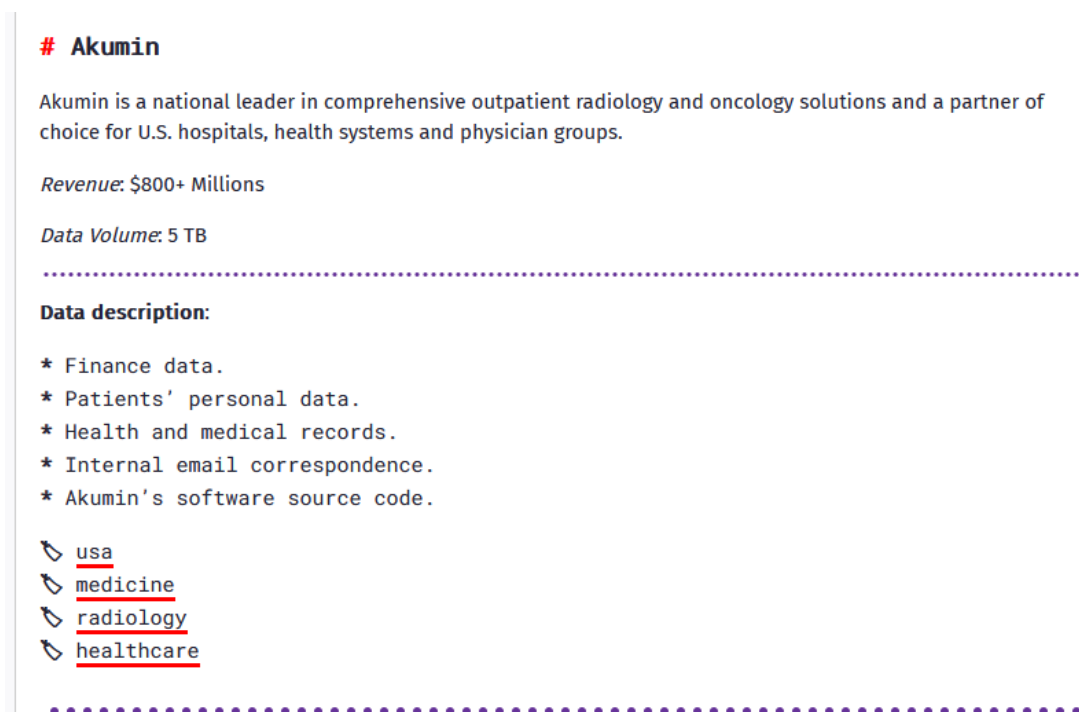 # Akumin
Akumin is a national leader in comprehensive outpatient radiology and oncology solutions and a partner of
choice for U.S. hospitals, health systems and physician groups.
Revenue: $800+ Millions
Data Volume: 5 TB
Data description:
* Finance data.
* Patients’ personal data.
* Health and medical records.
* Internal email correspondence.
* Akumin’s software source code.
usa
medicine
radiology
healthcare